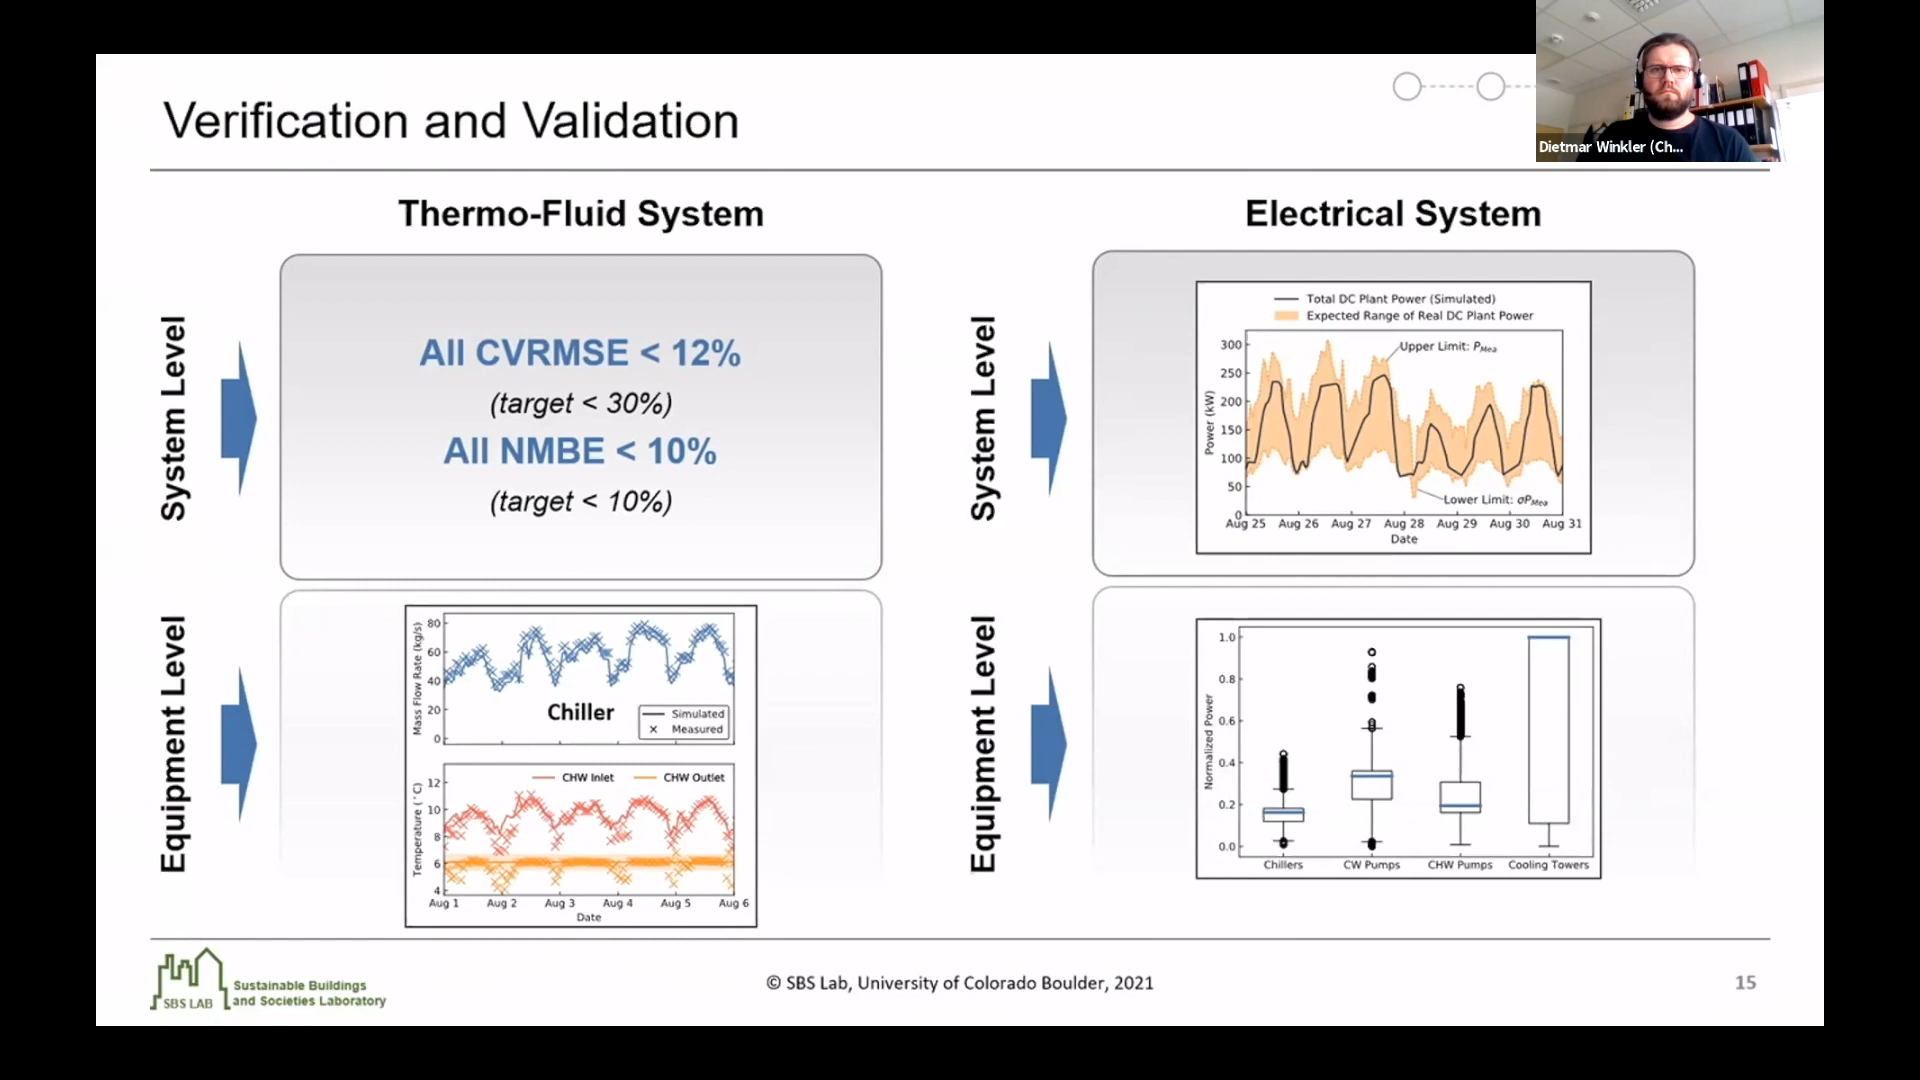 Verification and Validation
Dietmar Winkler (Ch...
Thermo-Fluid System
Electrical System
System Level
All CVRMSE < 12%
(target < 30%)
All NMBE < 10%
(target < 10%)
System Level
Total DC Plant Power (Simulated)
Expected Range of Real DC Plant Power
Upper Limit: PMea
Lower Limit: σPMea
Power (kW)
300
250
200
150
100
50
0
Aug 25 Aug 26 Aug 27 Aug 28 Aug 29 Aug 30 Aug 31
Date
Equipment Level
Mass Flow Rate (kg/s)
80
60
40
20
0
Chiller
Simulated
Measured
CHW Inlet CHW Outlet
Temperature (°C)
12
10
8
6
4
Aug 1 Aug 2 Aug 3 Aug 4 Aug 5 Aug 6
Date
Equipment Level
Normalized Power
1.0
0.8
0.6
0.4
0.2
0.0
Chillers CW Pumps CHW Pumps Cooling Towers
SBS LAB
Sustainable Buildings
and Societies Laboratory
© SBS Lab, University of Colorado Boulder, 2021
15